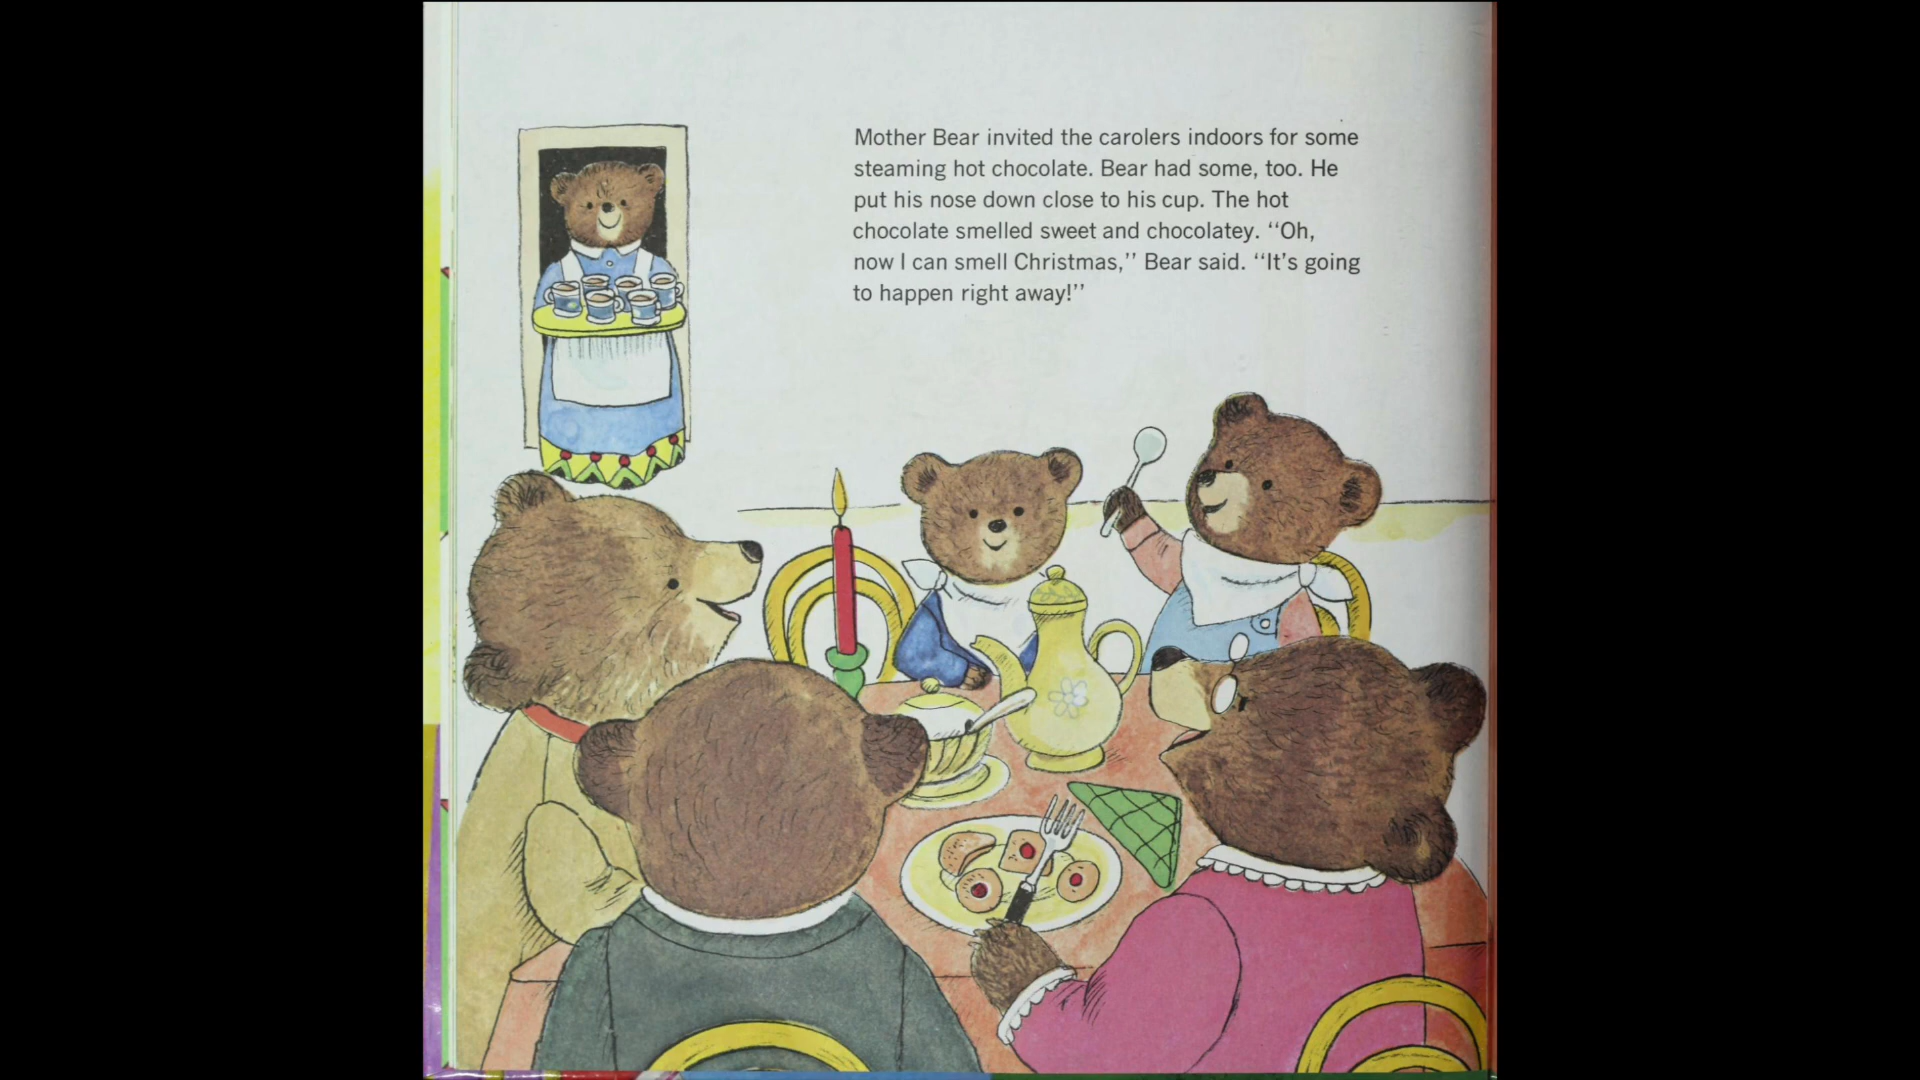 Mother Bear invited the carolers indoors for some
steaming hot chocolate. Bear had some, too. He
put his nose down close to his cup. The hot
chocolate smelled sweet and chocolatey. ‘‘Oh,
now I can smell Christmas,’’ Bear said. ‘‘It's going
to happen right away!’’